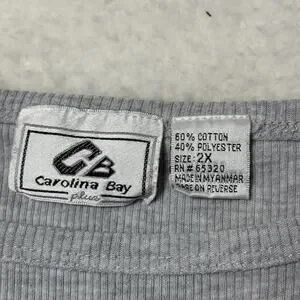 CB
Carolina Bay
plus
60% COTTON
40% POLYESTER
SIZE: 2X
RN# 65320
MADE IN MYANMAR
CARE ON REVERSE